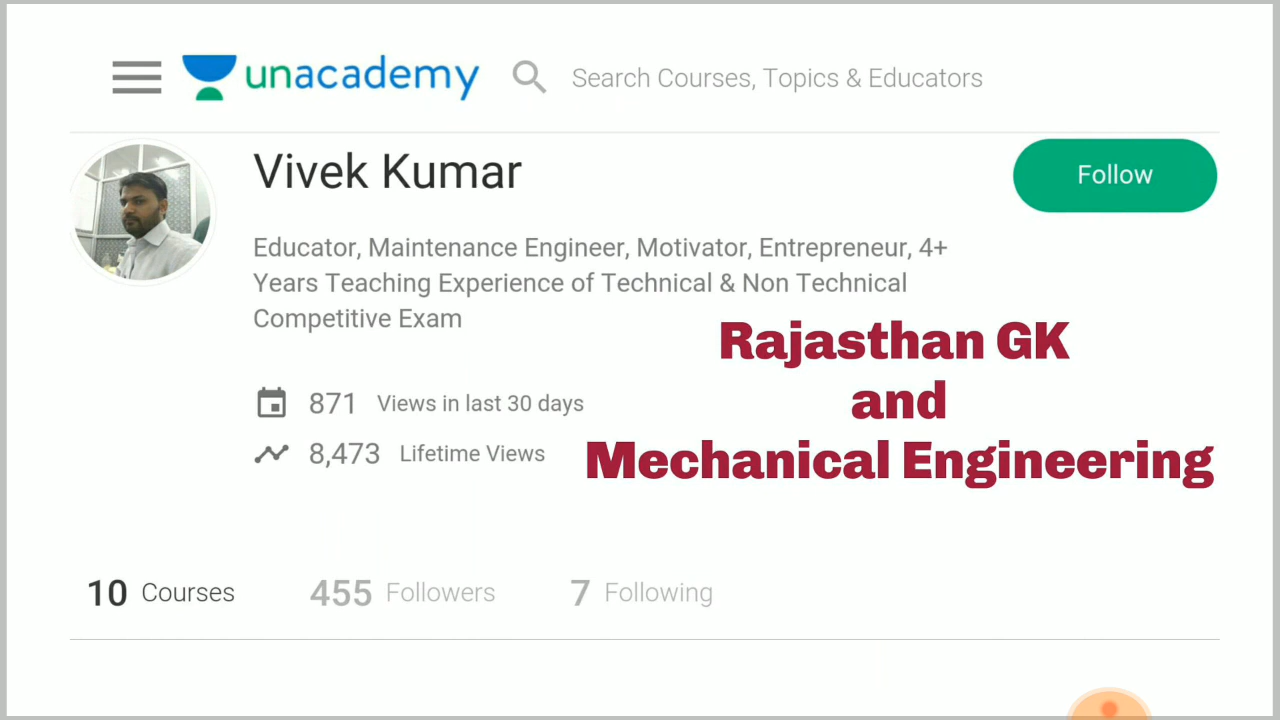 unacademy
Search Courses, Topics & Educators
Vivek Kumar
Follow
Educator, Maintenance Engineer, Motivator, Entrepreneur, 4+
Years Teaching Experience of Technical & Non Technical
Competitive Exam
Rajasthan GK
and
Mechanical Engineering
871 Views in last 30 days
8,473 Lifetime Views
10 Courses
455 Followers
7 Following